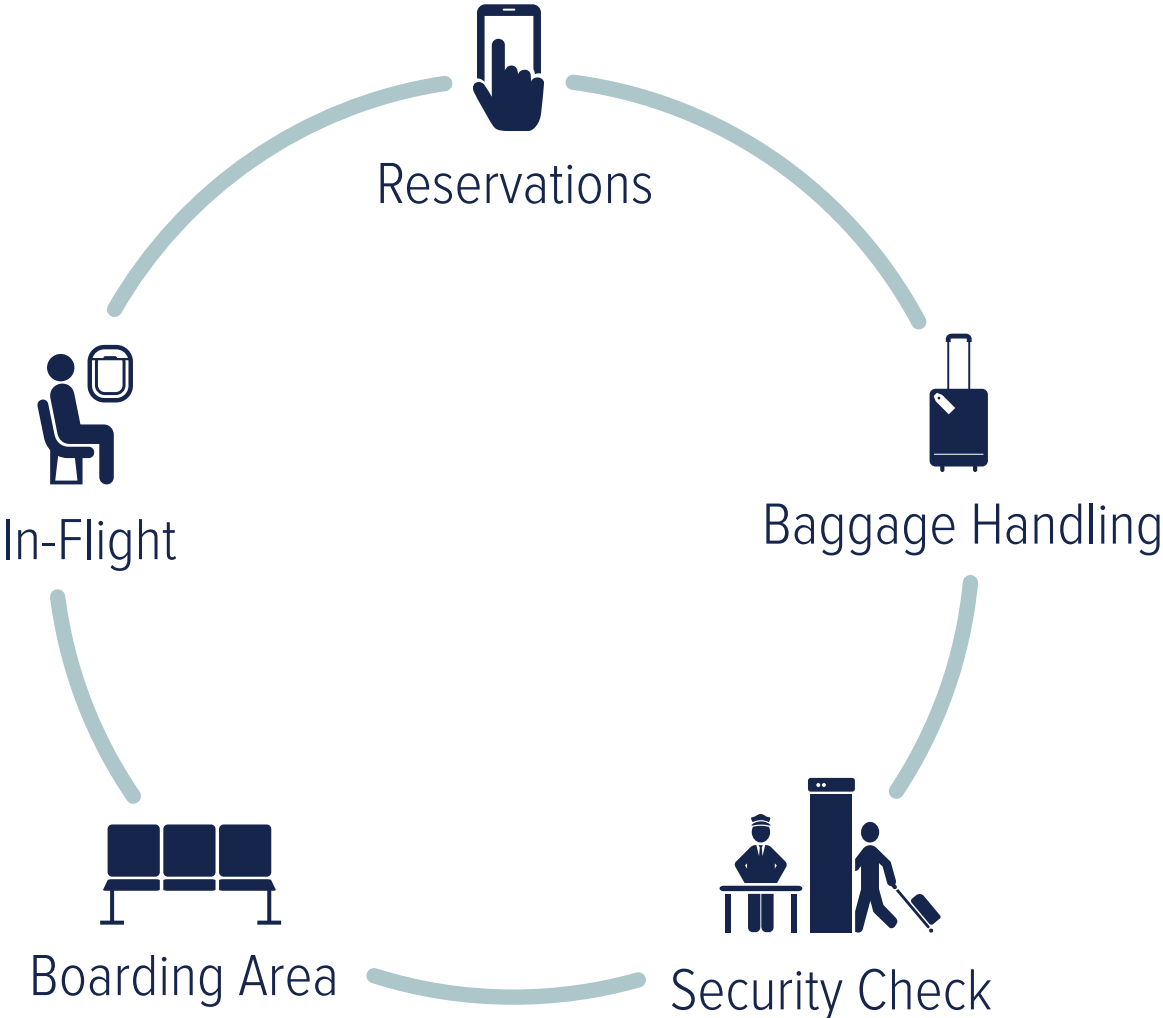 Reservations
Baggage Handling
Security Check
Boarding Area
In-Flight